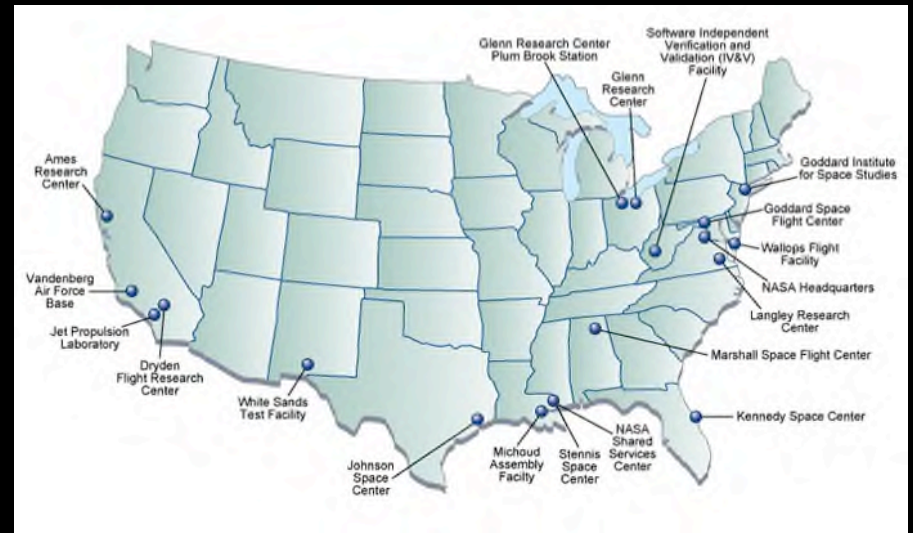 Software Independent
Verification and
Validation (IV&V)
Facility
Glenn Research Center
Plum Brook Station
Glenn
Research
Center
Ames
Research
Center
Goddard Institute
for Space Studies
Goddard Space
Flight Center
Wallops Flight
Facility
NASA Headquarters
Langley Research
Center
Vandenberg
Air Force
Base
Jet Propulsion
Laboratory
Dryden
Flight Research
Center
White Sands
Test Facility
Marshall Space Flight Center
Kennedy Space Center
Johnson
Space
Center
Michoud
Assembly
Facilty
Stennis
Space
Center
NASA
Shared
Services
Center